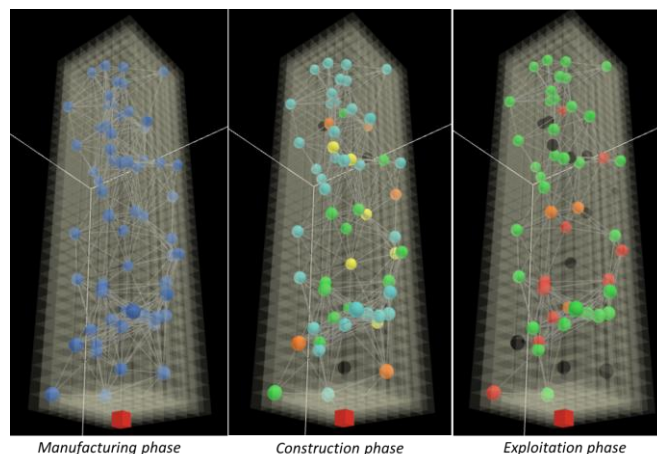 Manufacturing phase
Construction phase
Exploitation phase